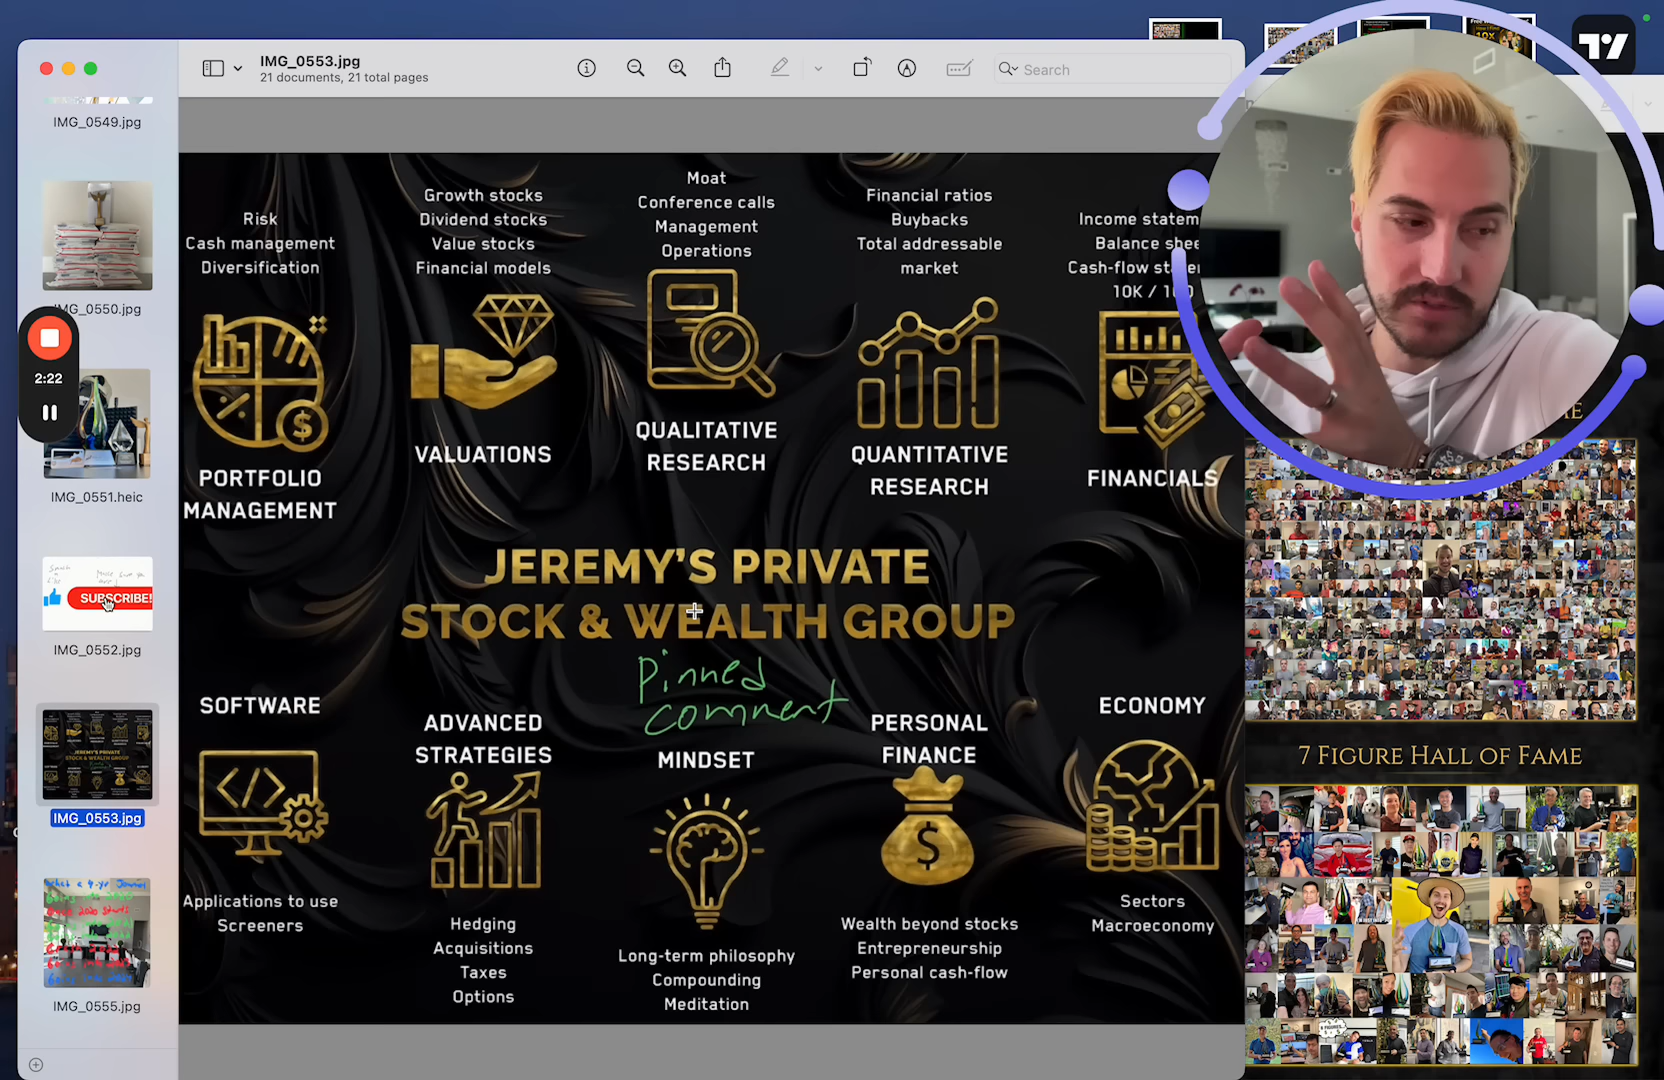 IMG_0553.jpg
21 documents, 21 total pages
Search
IMG_0549.jpg
IMG_0550.jpg
2:22
IMG_0551.heic
SUBSCRIBE!
IMG_0552.jpg
IMG_0553.jpg
IMG_0555.jpg
Risk
Cash management
Diversification
PORTFOLIO
MANAGEMENT
Growth stocks
Dividend stocks
Value stocks
Financial models
VALUATIONS
Moat
Conference calls
Management
Operations
QUALITATIVE
RESEARCH
Financial ratios
Buybacks
Total addressable
market
QUANTITATIVE
RESEARCH
Income
Balance
Cash-flow
10K /
FINANCIALS
JEREMY'S PRIVATE
STOCK & WEALTH GROUP
pinned
comment
SOFTWARE
Applications to use
Screeners
ADVANCED
STRATEGIES
Hedging
Acquisitions
Taxes
Options
MINDSET
Long-term philosophy
Compounding
Meditation
PERSONAL
FINANCE
Wealth beyond stocks
Entrepreneurship
Personal cash-flow
ECONOMY
Sectors
Macroeconomy
7 FIGURE HALL OF FAME